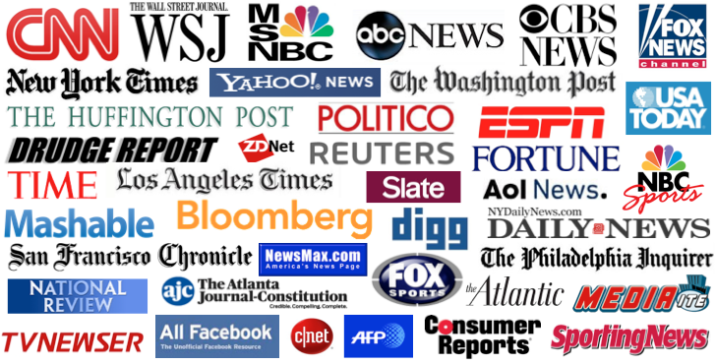 CNN
THE WALL STREET JOURNAL.
WSJ
MSNBC
abc NEWS
CBS NEWS
FOX NEWS channel
New York Times
YAHOO! NEWS
The Washington Post
USA TODAY
THE HUFFINGTON POST
POLITICO
ESPN
DRUDGE REPORT
ZDNet
REUTERS
FORTUNE
NBC Sports
TIME
Los Angeles Times
Slate
Aol News.
Mashable
Bloomberg
digg
NYDailyNews.com
DAILY NEWS
San Francisco Chronicle
NewsMax.com
America's News Page
FOX SPORTS
The Philadelphia Inquirer
NATIONAL REVIEW
ajc The Atlanta Journal-Constitution
Credible. Compelling. Complete.
the Atlantic
MEDIAITE
TVNEWSER
All Facebook
The Unofficial Facebook Resource
c|net
AFP
Consumer Reports
SportingNews